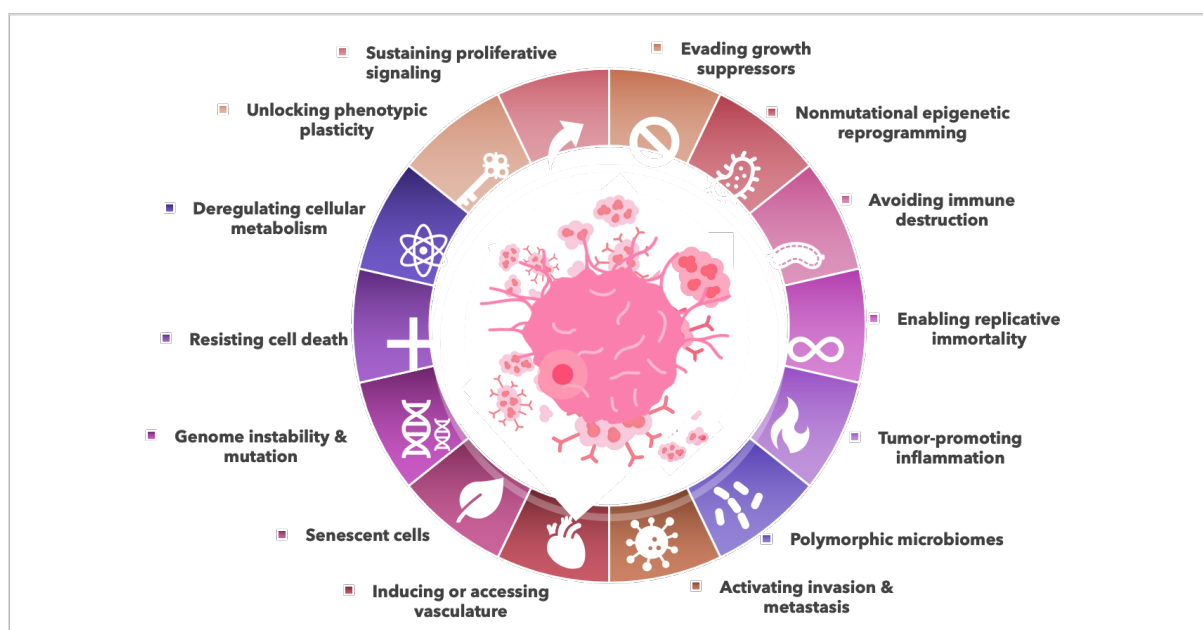 Sustaining proliferative
signaling
Evading growth
suppressors
Unlocking phenotypic
plasticity
Nonmutational epigenetic
reprogramming
Deregulating cellular
metabolism
Avoiding immune
destruction
Resisting cell death
Enabling replicative
immortality
Genome instability &
mutation
Tumor-promoting
inflammation
Senescent cells
Polymorphic microbiomes
Inducing or accessing
vasculature
Activating invasion &
metastasis